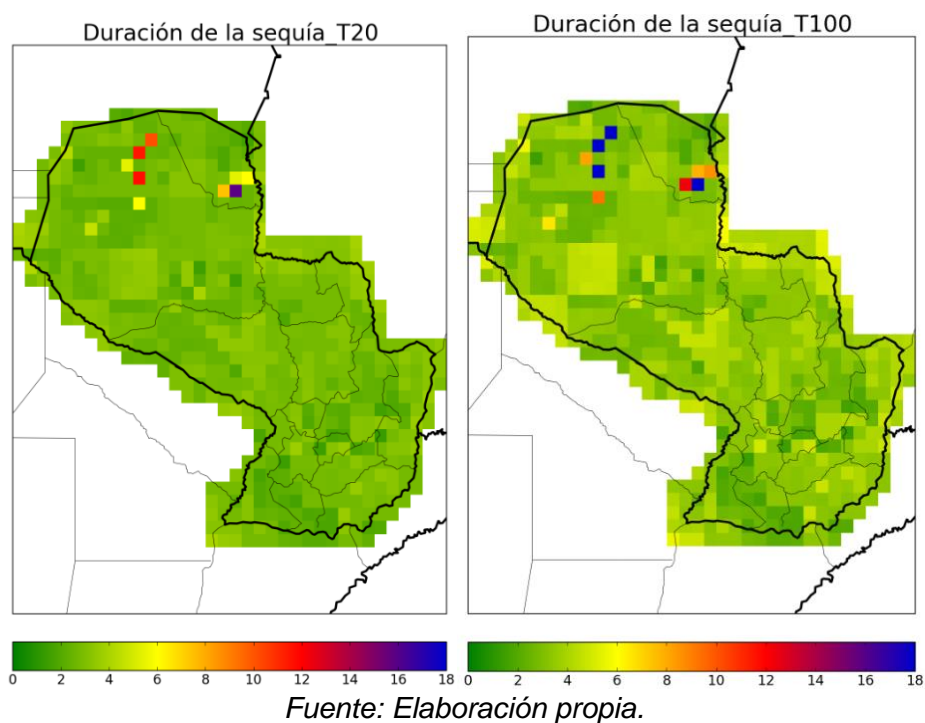 Duración de la sequía_T20
Duración de la sequía_T100
0 2 4 6 8 10 12 14 16 18
0 2 4 6 8 10 12 14 16 18
Fuente: Elaboración propia.